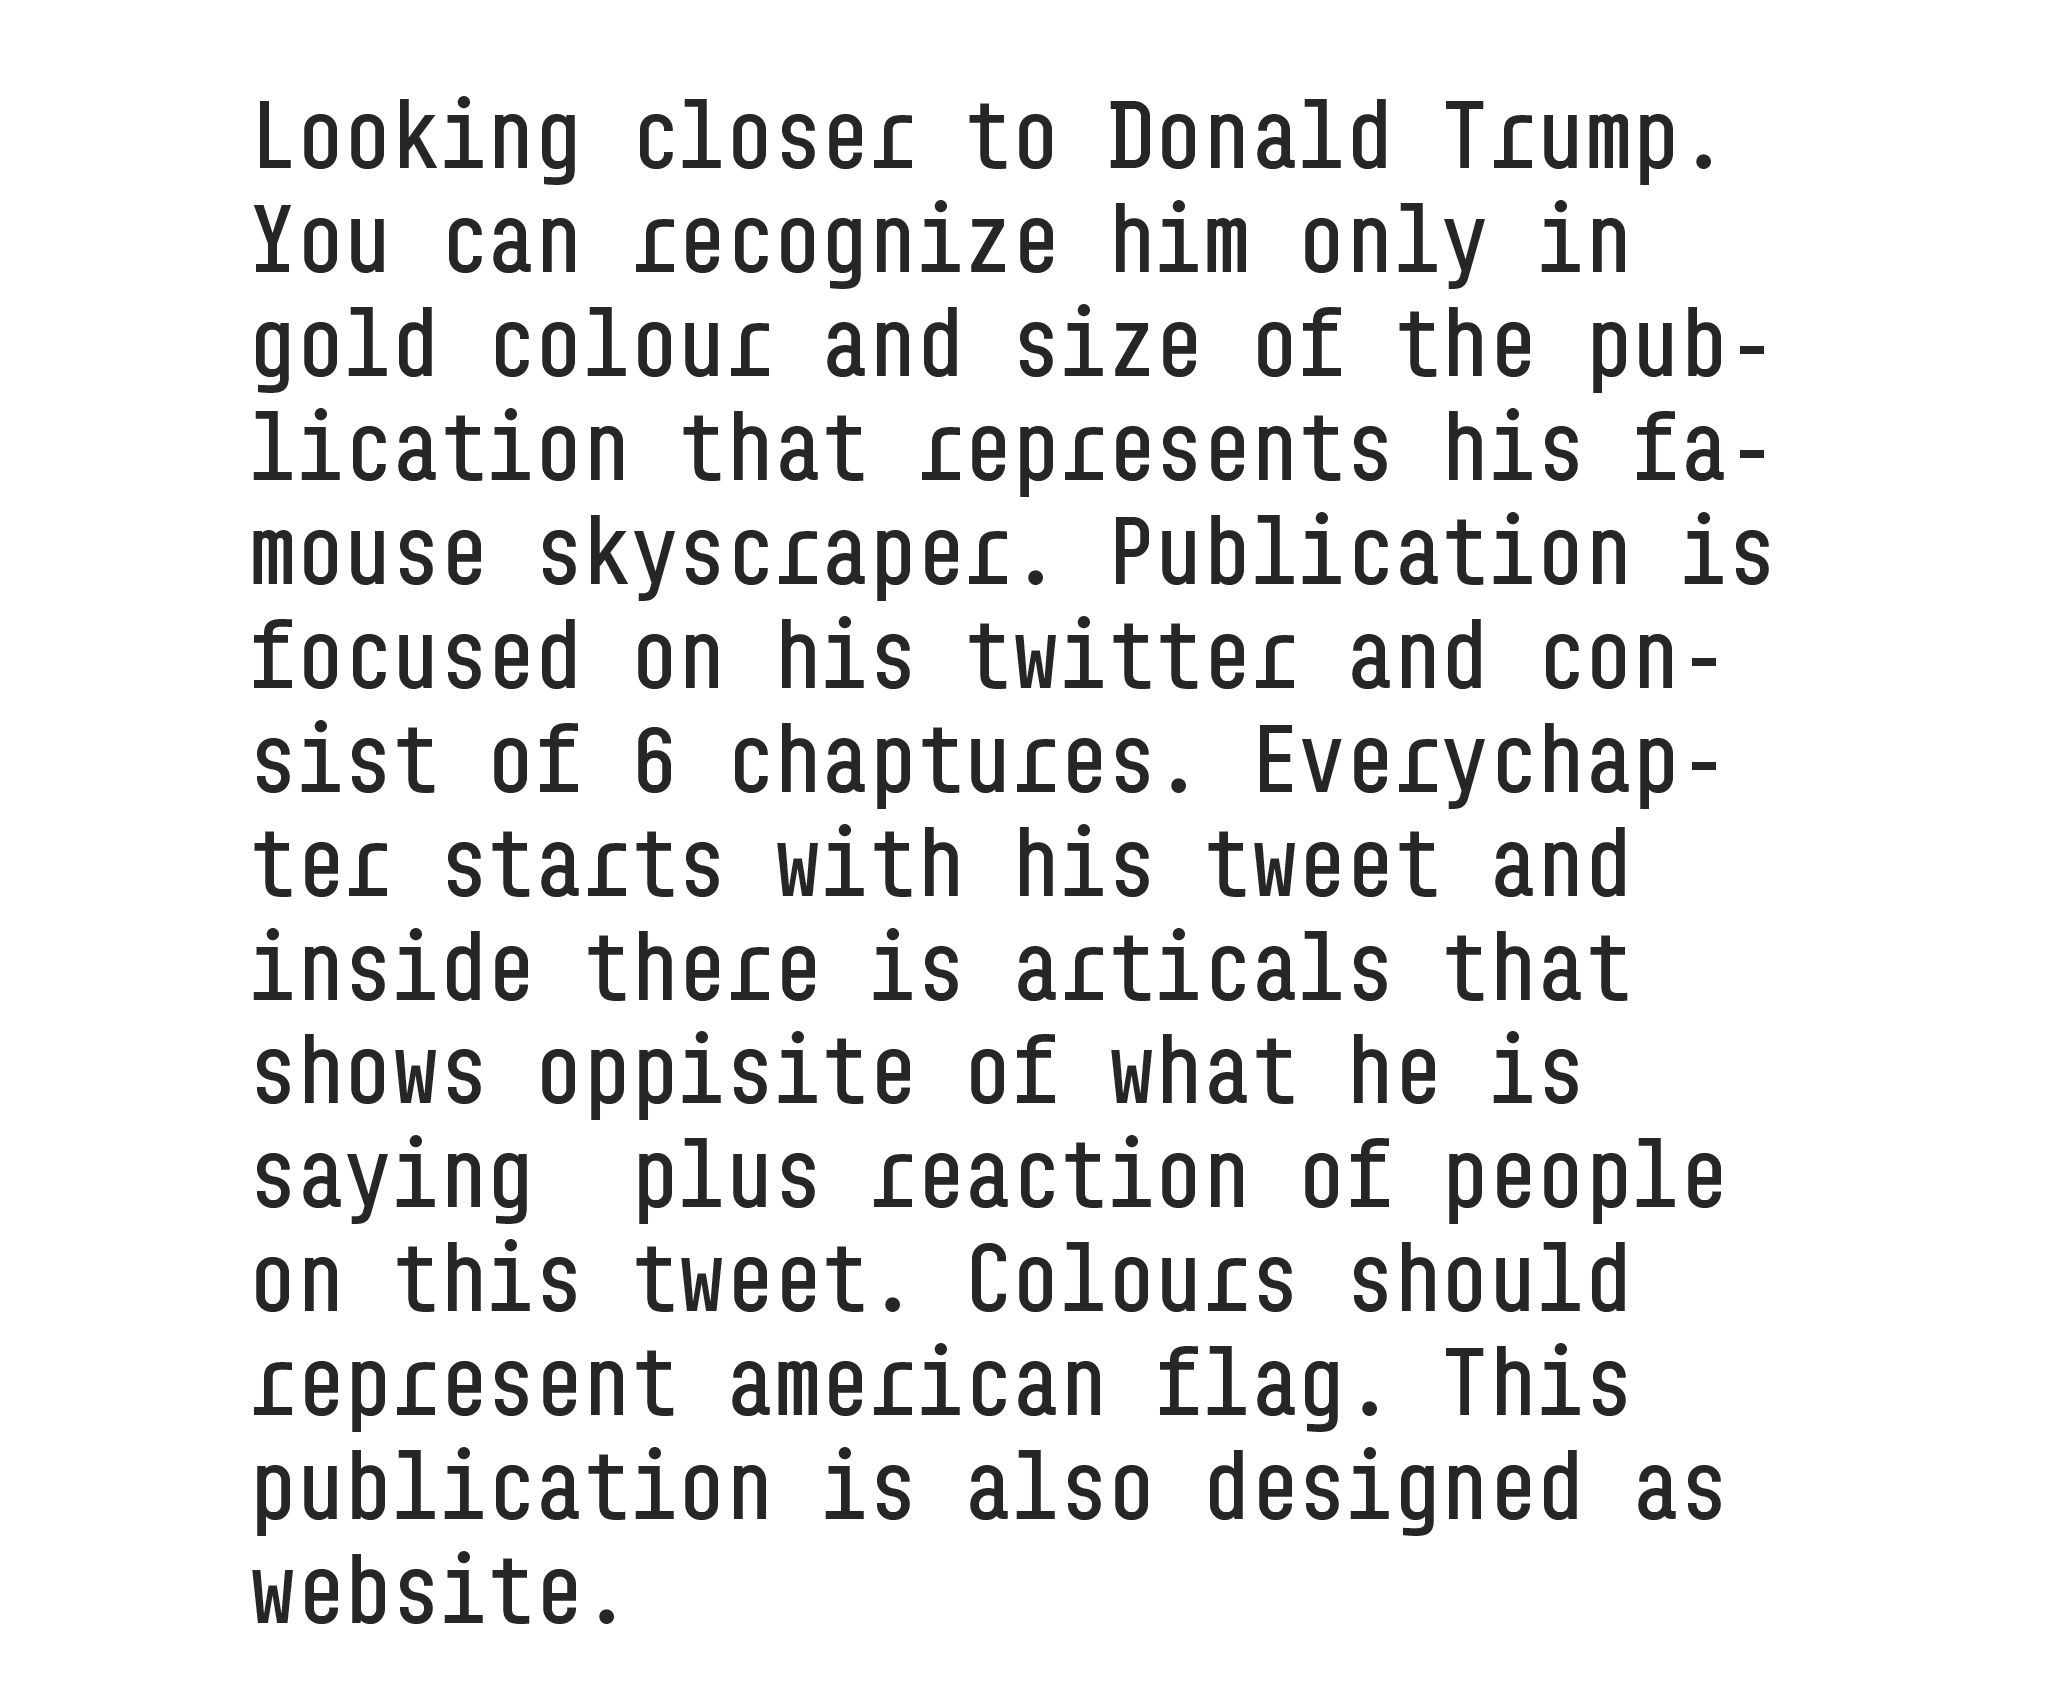 Looking closer to Donald Trump.
You can recognize him only in
gold colour and size of the pub-
lication that represents his fa-
mouse skyscraper. Publication is
focused on his twitter and con-
sist of 6 chaptures. Everychap-
ter starts with his tweet and
inside there is articals that
shows oppisite of what he is
saying  plus reaction of people
on this tweet. Colours should
represent american flag. This
publication is also designed as
website.